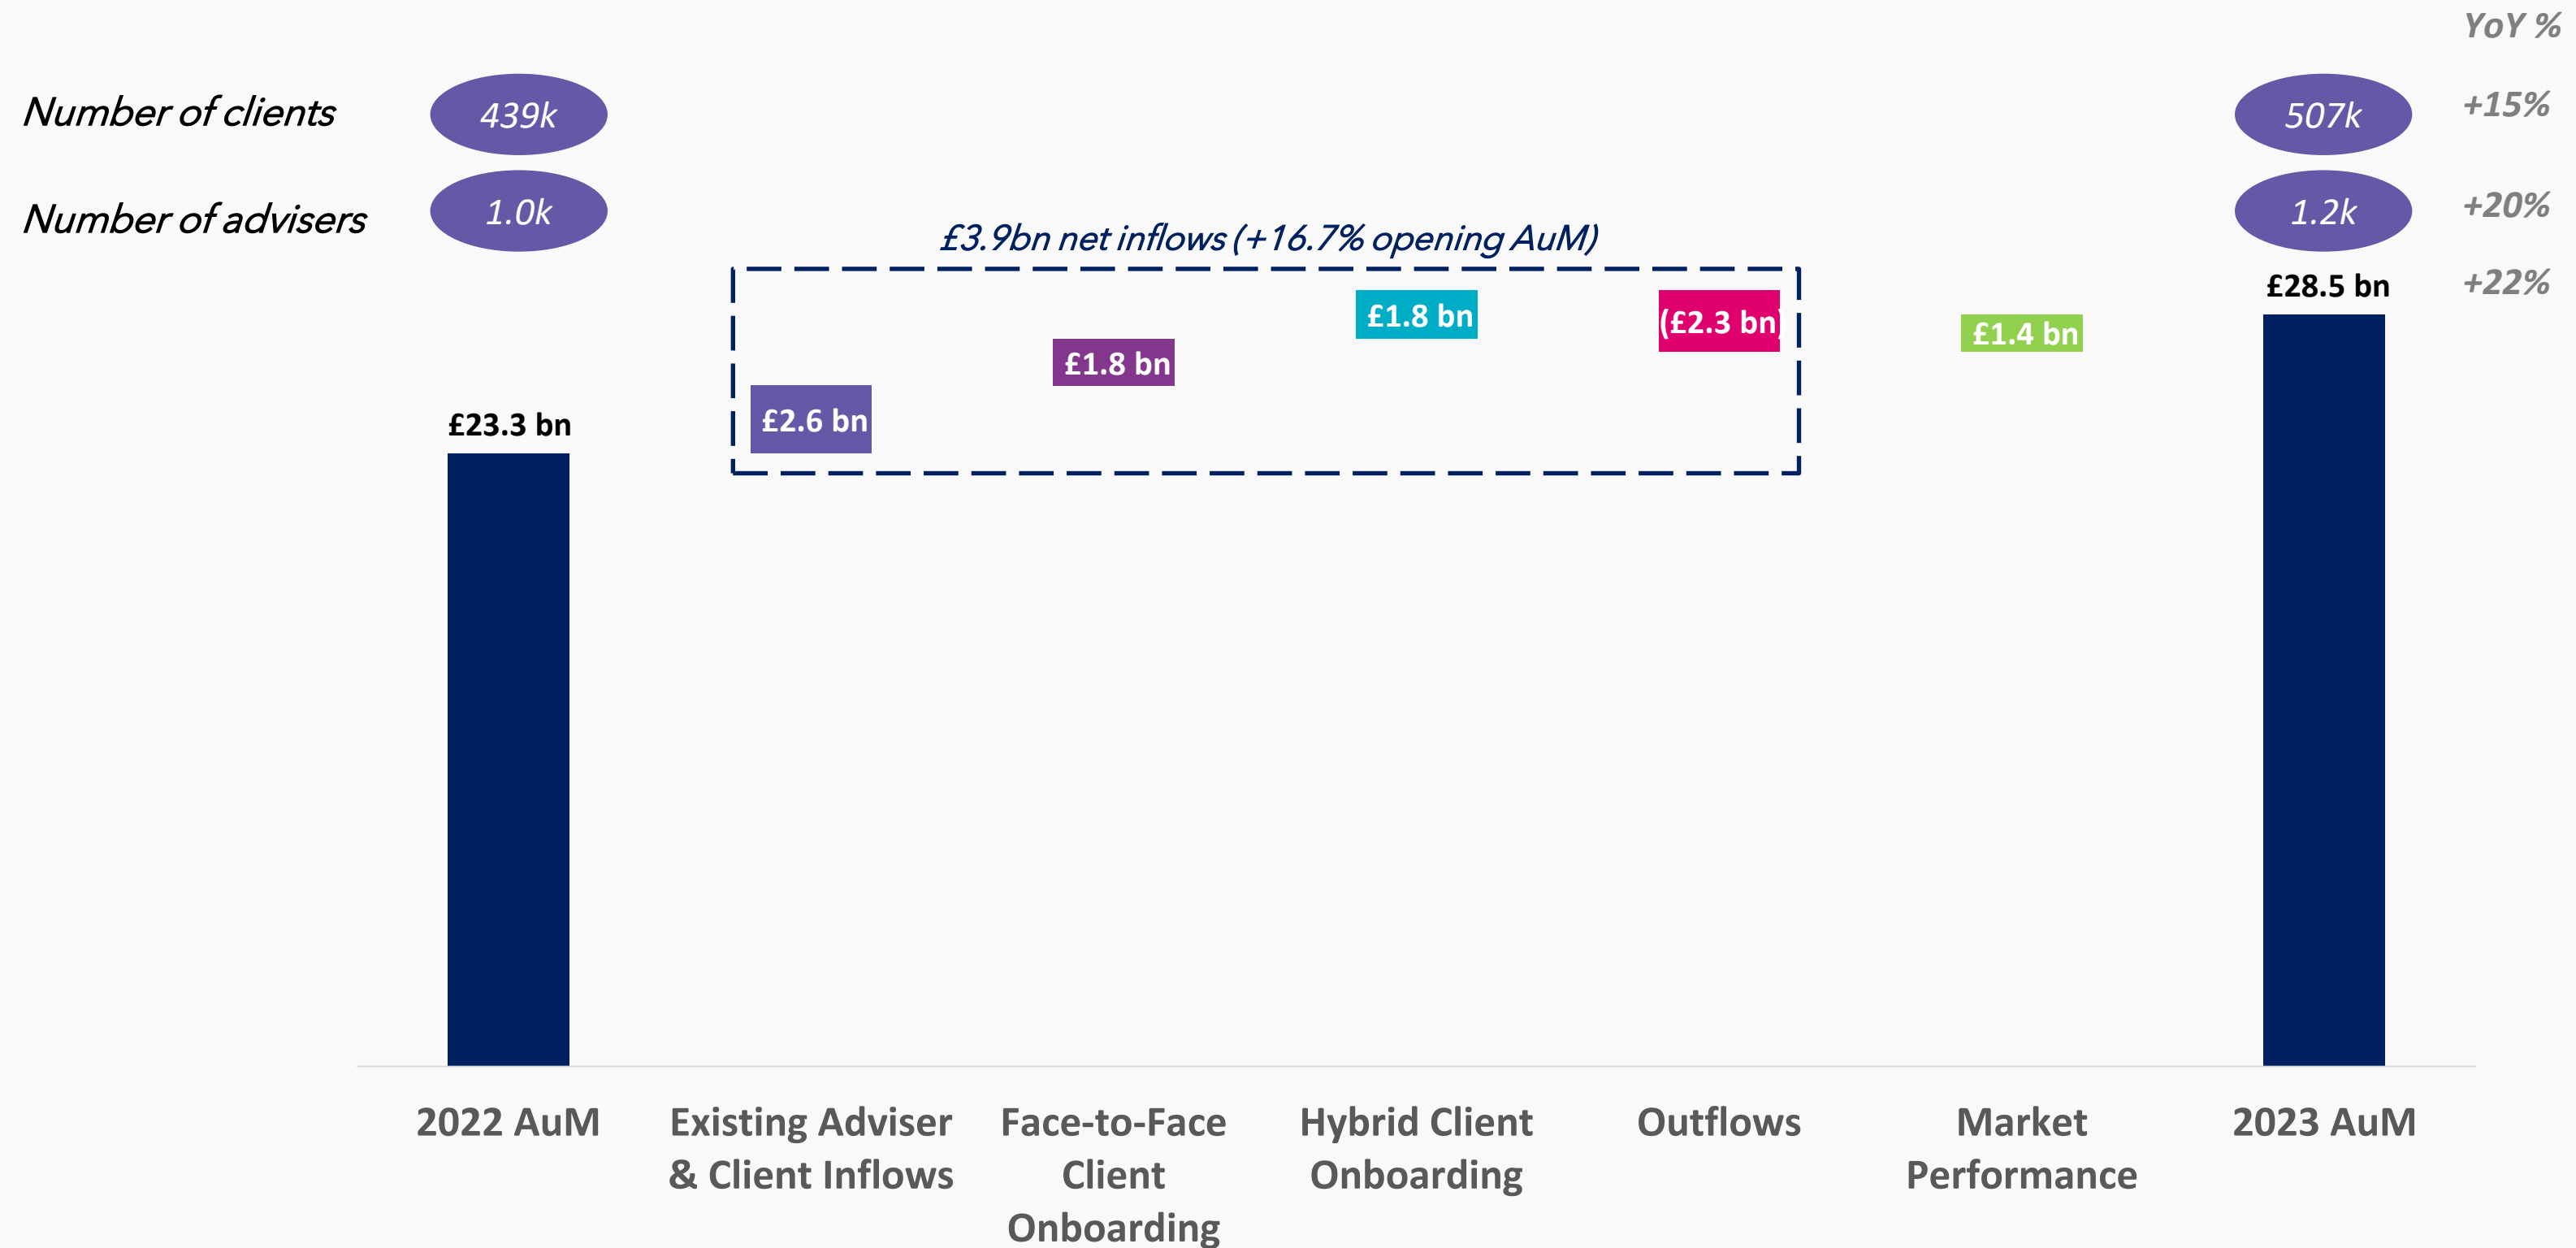 YoY %
Number of clients
439k
507k
+15%
Number of advisers
1.0k
1.2k
+20%
£3.9bn net inflows (+16.7% opening AuM)
+22%
£23.3 bn
£2.6 bn
£1.8 bn
£1.8 bn
(£2.3 bn)
£1.4 bn
£28.5 bn
2022 AuM
Existing Adviser
& Client Inflows
Face-to-Face
Client
Onboarding
Hybrid Client
Onboarding
Outflows
Market
Performance
2023 AuM